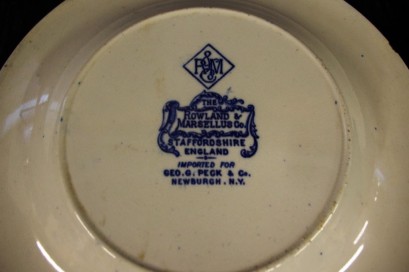 R&M
THE
ROWLAND &
MARSELLUS CO.
STAFFORDSHIRE
ENGLAND
IMPORTED FOR
GEO. G. PECK & Co.
NEWBURGH. N.Y.